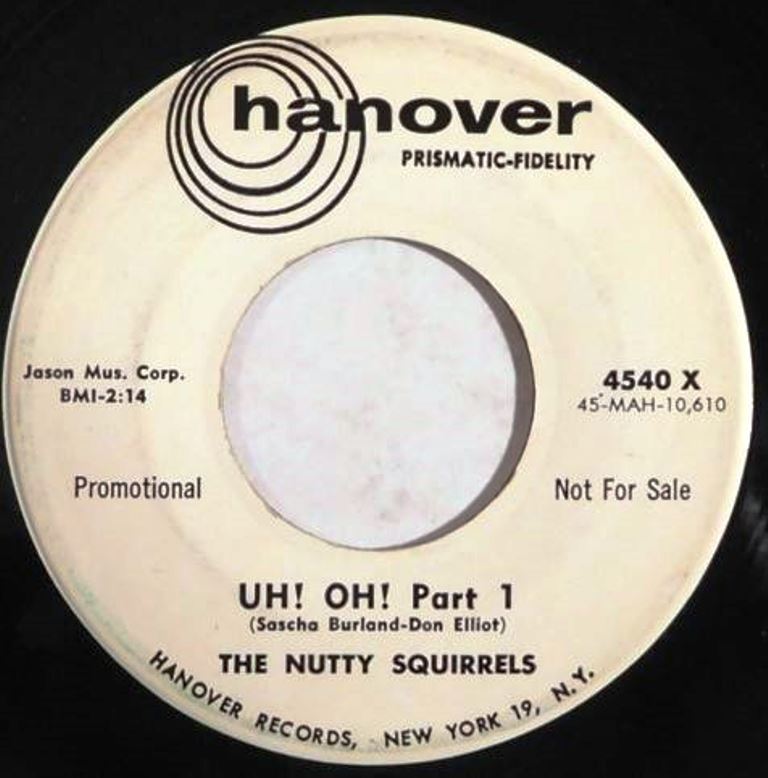 hanover
PRISMATIC-FIDELITY
Jason Mus. Corp.
BMI-2:14
4540 X
45-MAH-10,610
Promotional
Not For Sale
UH! OH! Part 1
(Sascha Burland-Don Elliot)
THE NUTTY SQUIRRELS
HANOVER RECORDS, NEW YORK 19, N.Y.